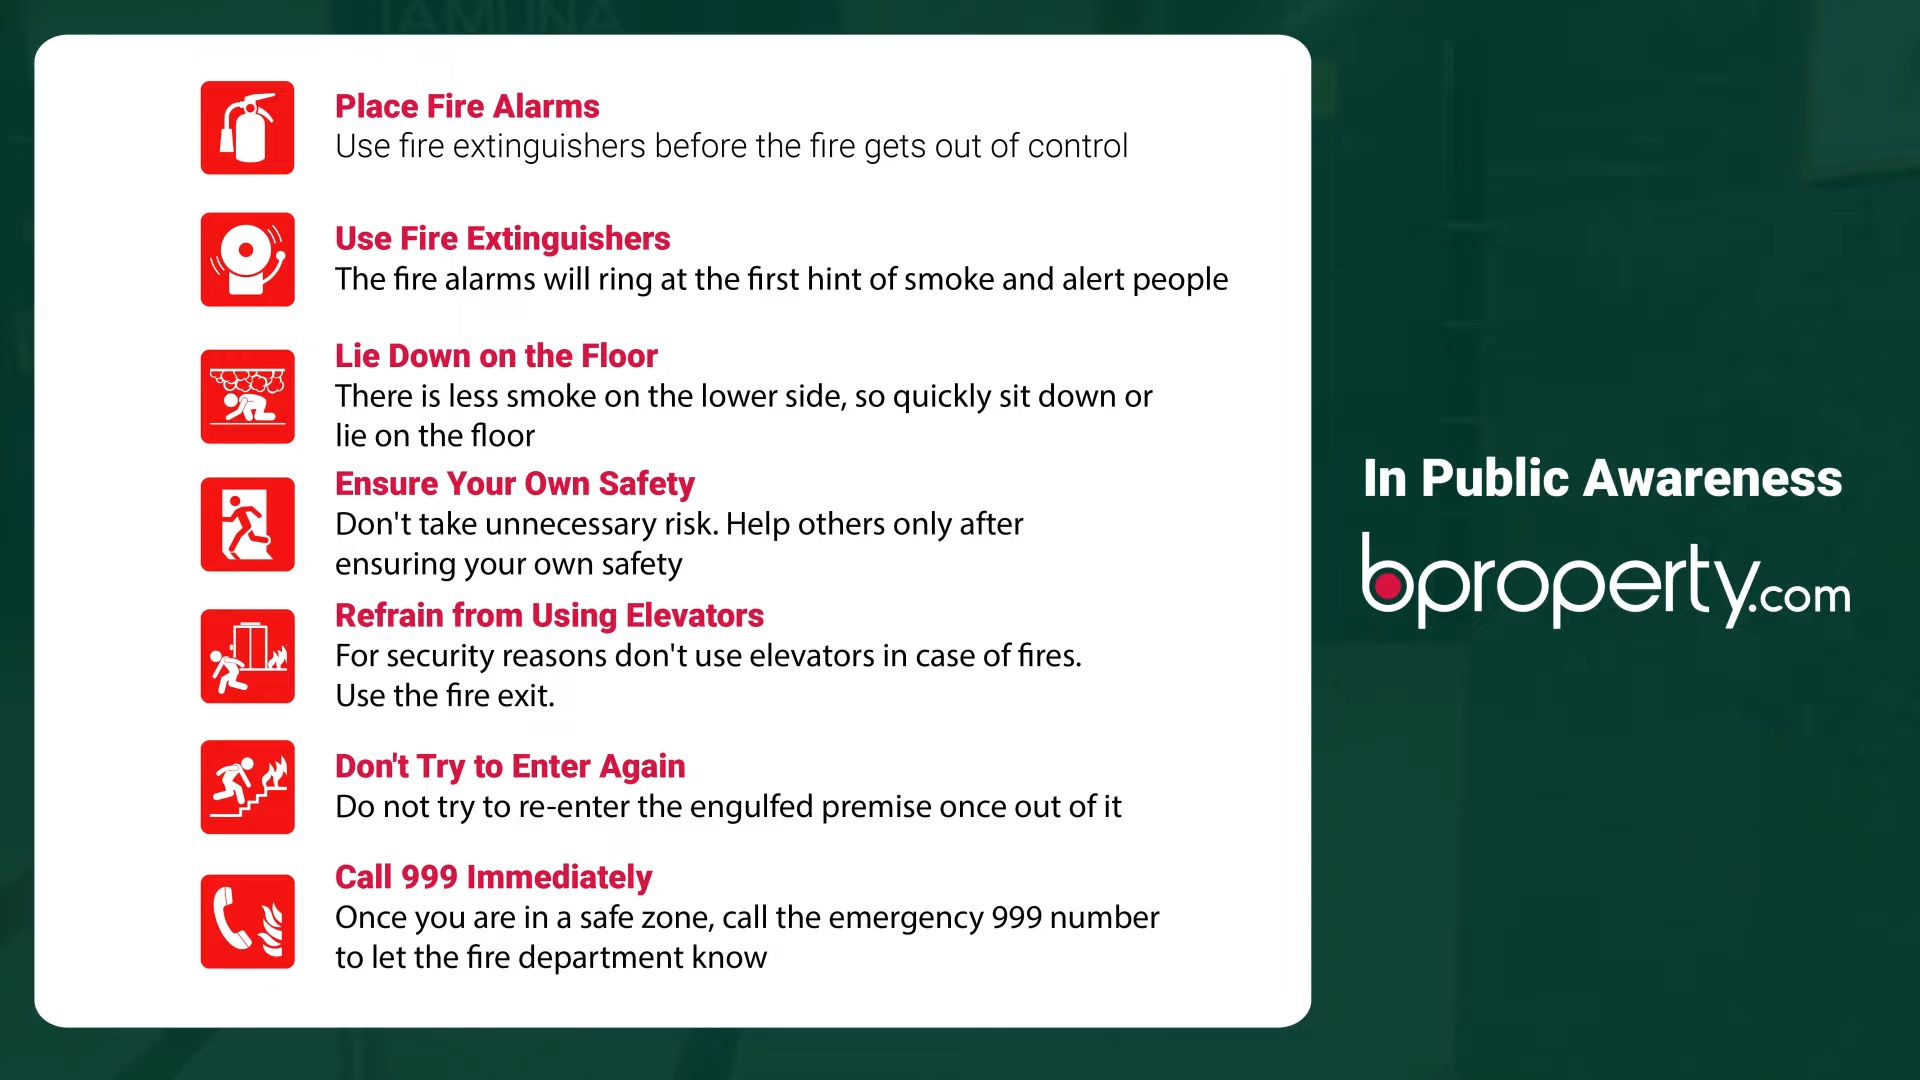 Place Fire Alarms
Use fire extinguishers before the fire gets out of control
Use Fire Extinguishers
The fire alarms will ring at the first hint of smoke and alert people
Lie Down on the Floor
There is less smoke on the lower side, so quickly sit down or
lie on the floor
Ensure Your Own Safety
Don't take unnecessary risk. Help others only after
ensuring your own safety
Refrain from Using Elevators
For security reasons don't use elevators in case of fires.
Use the fire exit.
Don't Try to Enter Again
Do not try to re-enter the engulfed premise once out of it
Call 999 Immediately
Once you are in a safe zone, call the emergency 999 number
to let the fire department know
In Public Awareness
bproperty.com